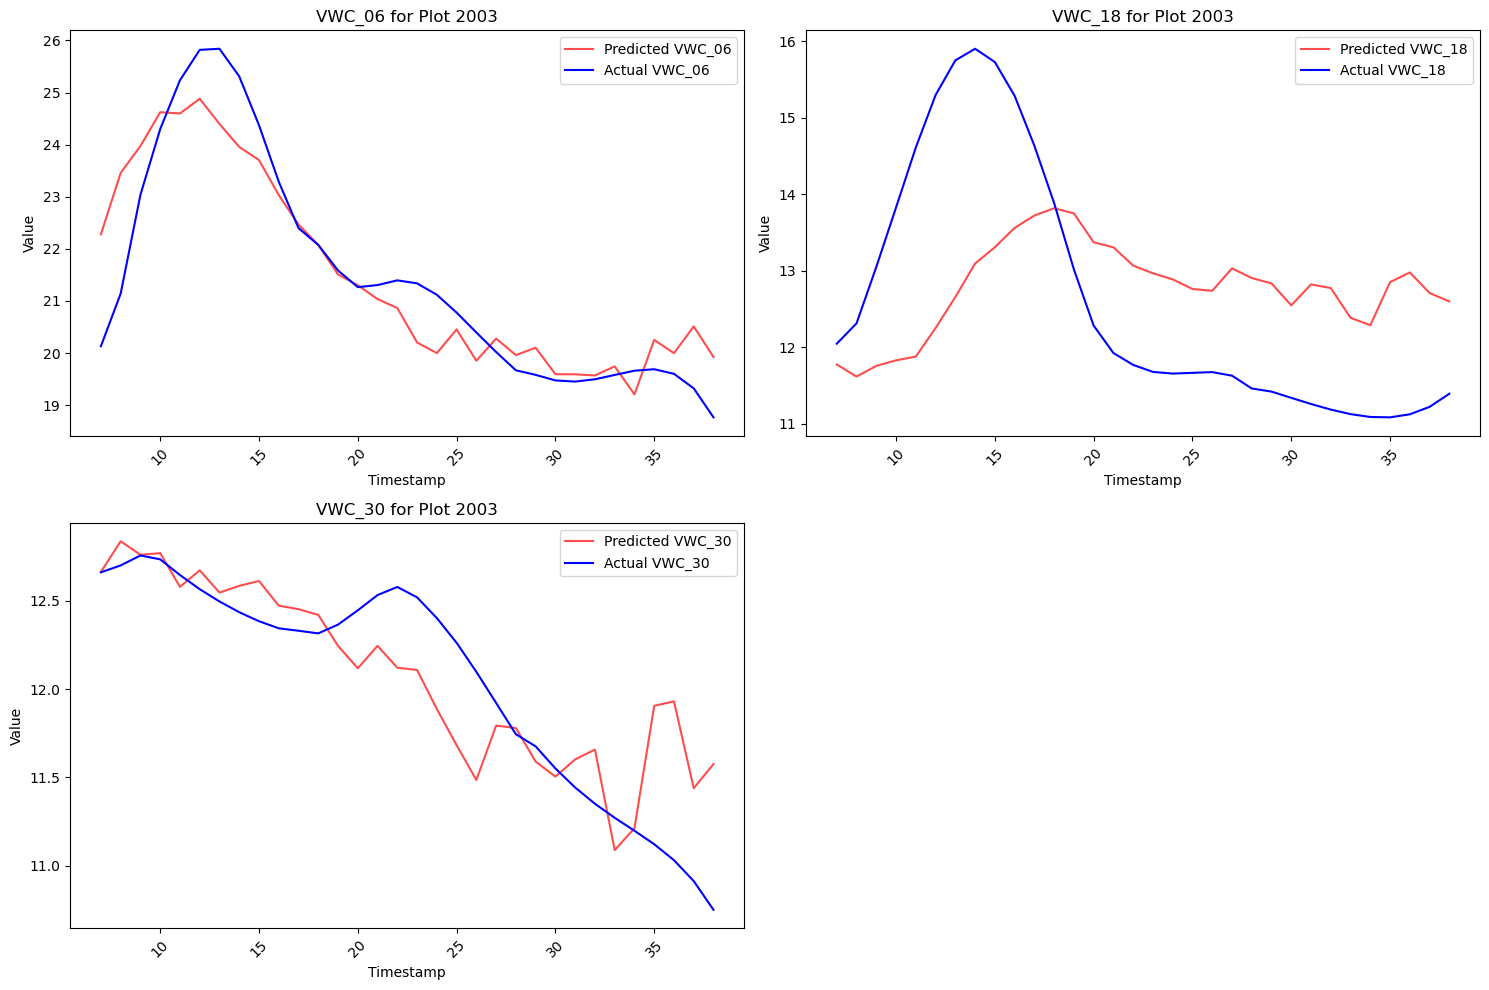 VWC_06 for Plot 2003
Predicted VWC_06
Actual VWC_06
26
25
24
23
22
21
20
19
Value
10 15 20 25 30 35
Timestamp
VWC_18 for Plot 2003
Predicted VWC_18
Actual VWC_18
16
15
14
13
12
11
Value
10 15 20 25 30 35
Timestamp
VWC_30 for Plot 2003
Predicted VWC_30
Actual VWC_30
12.5
12.0
11.5
11.0
Value
10 15 20 25 30 35
Timestamp